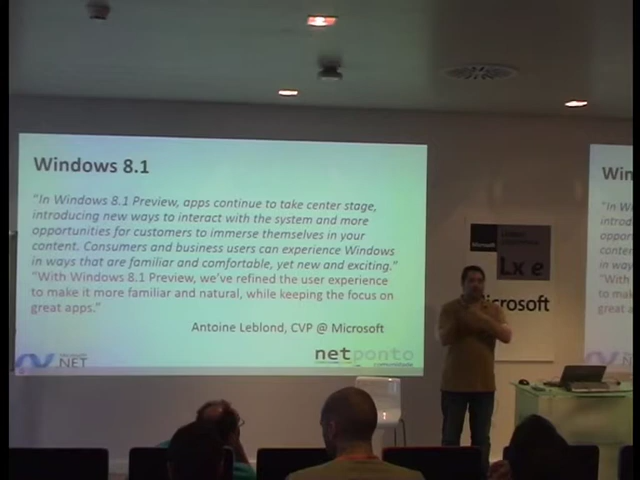 Windows 8.1
"In Windows 8.1 Preview, apps continue to take center stage,
introducing new ways to interact with the system and more
opportunities for customers to immerse themselves in your
content. Consumers and business users can experience Windows
in ways that are familiar and comfortable, yet new and exciting."
"With Windows 8.1 Preview, we've refined the user experience
to make it more familiar and natural, while keeping the focus on
great apps."
Antoine Leblond, CVP @ Microsoft
.NET
netponto
Microsoft
Lx e
icrosoft
Win
"In W
introd
oppor
conte
in wa
"With
to ma
great a